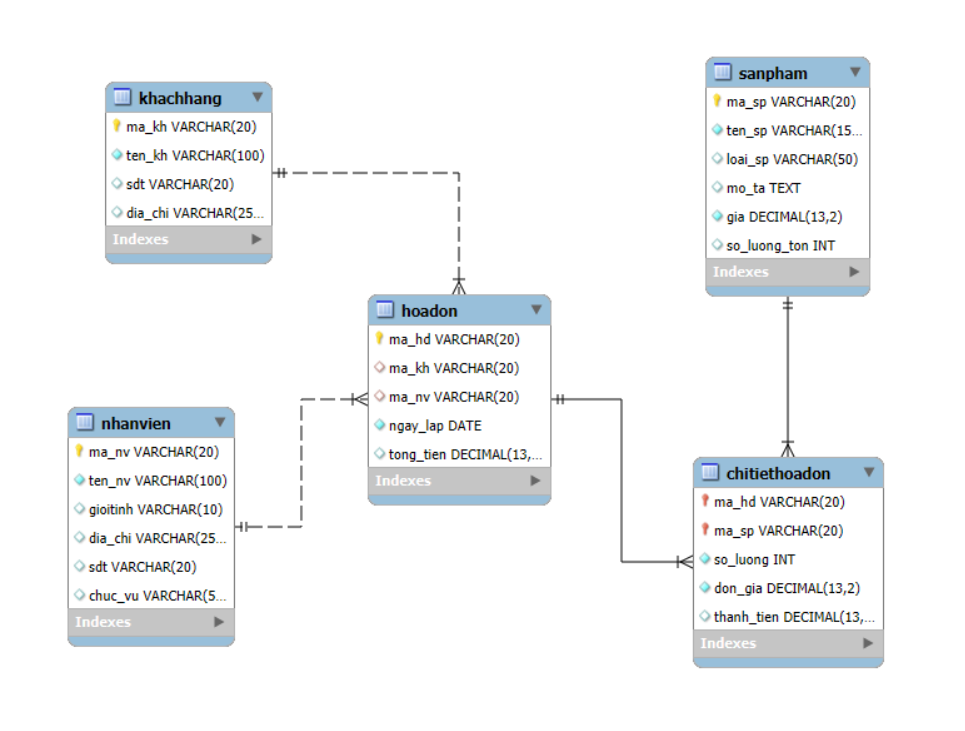 khachhang
ma_kh VARCHAR(20)
ten_kh VARCHAR(100)
sdt VARCHAR(20)
dia_chi VARCHAR(25...
Indexes
sanpham
ma_sp VARCHAR(20)
ten_sp VARCHAR(15...
loai_sp VARCHAR(50)
mo_ta TEXT
gia DECIMAL(13,2)
so_luong_ton INT
Indexes
hoadon
ma_hd VARCHAR(20)
ma_kh VARCHAR(20)
ma_nv VARCHAR(20)
ngay_lap DATE
tong_tien DECIMAL(13,...
Indexes
nhanvien
ma_nv VARCHAR(20)
ten_nv VARCHAR(100)
gioitinh VARCHAR(10)
dia_chi VARCHAR(25...
sdt VARCHAR(20)
chuc_vu VARCHAR(5...
Indexes
chitiethoadon
ma_hd VARCHAR(20)
ma_sp VARCHAR(20)
so_luong INT
don_gia DECIMAL(13,2)
thanh_tien DECIMAL(13,...
Indexes